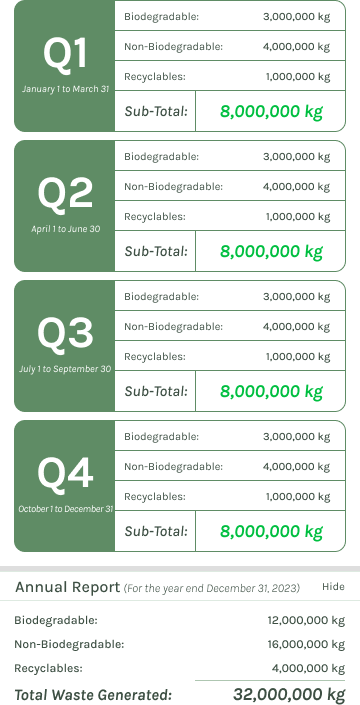 Q1
January 1 to March 31
Biodegradable: 3,000,000 kg
Non-Biodegradable: 4,000,000 kg
Recyclables: 1,000,000 kg
Sub-Total: 8,000,000 kg
Q2
April 1 to June 30
Biodegradable: 3,000,000 kg
Non-Biodegradable: 4,000,000 kg
Recyclables: 1,000,000 kg
Sub-Total: 8,000,000 kg
Q3
July 1 to September 30
Biodegradable: 3,000,000 kg
Non-Biodegradable: 4,000,000 kg
Recyclables: 1,000,000 kg
Sub-Total: 8,000,000 kg
Q4
October 1 to December 31
Biodegradable: 3,000,000 kg
Non-Biodegradable: 4,000,000 kg
Recyclables: 1,000,000 kg
Sub-Total: 8,000,000 kg
Annual Report (For the year end December 31, 2023) Hide
Biodegradable: 12,000,000 kg
Non-Biodegradable: 16,000,000 kg
Recyclables: 4,000,000 kg
Total Waste Generated: 32,000,000 kg